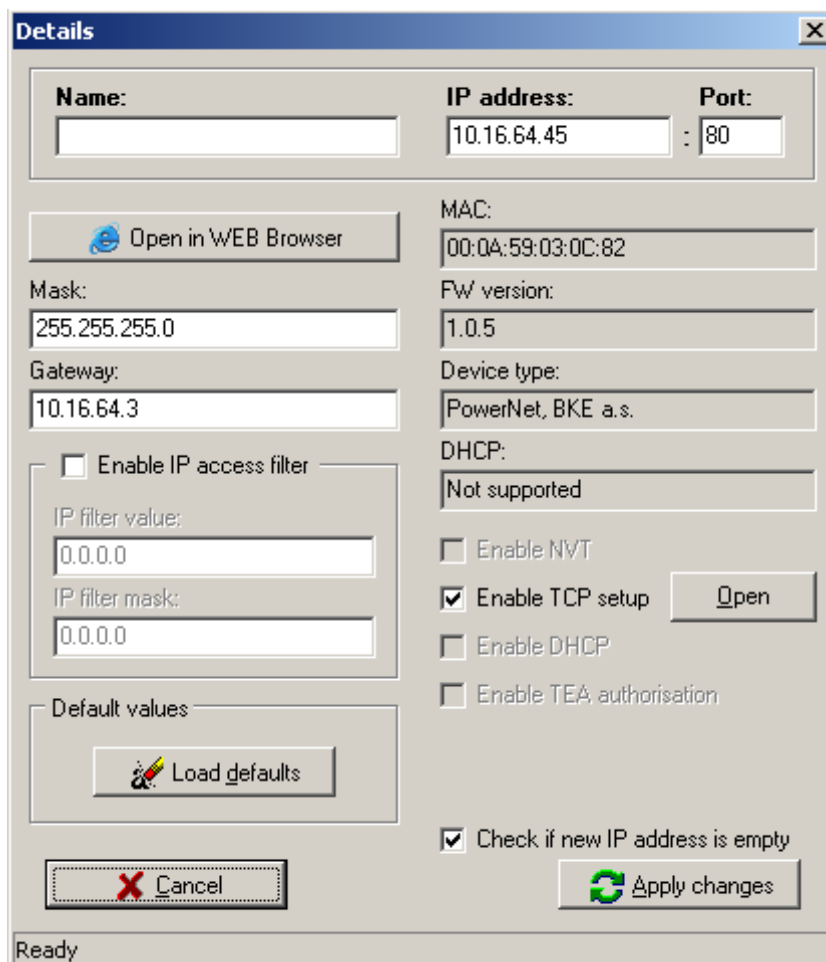 Details
Name: IP address: Port:
10.16.64.45 : 80
Open in WEB Browser
MAC:
00:0A:59:03:0C:82
Mask:
255.255.255.0
FW version:
1.0.5
Gateway:
10.16.64.3
Device type:
PowerNet, BKE a.s.
Enable IP access filter
IP filter value:
0.0.0.0
IP filter mask:
0.0.0.0
DHCP:
Not supported
Enable NVT
Enable TCP setup Open
Enable DHCP
Enable TEA authorisation
Default values
Load defaults
Check if new IP address is empty
Cancel
Apply changes
Ready